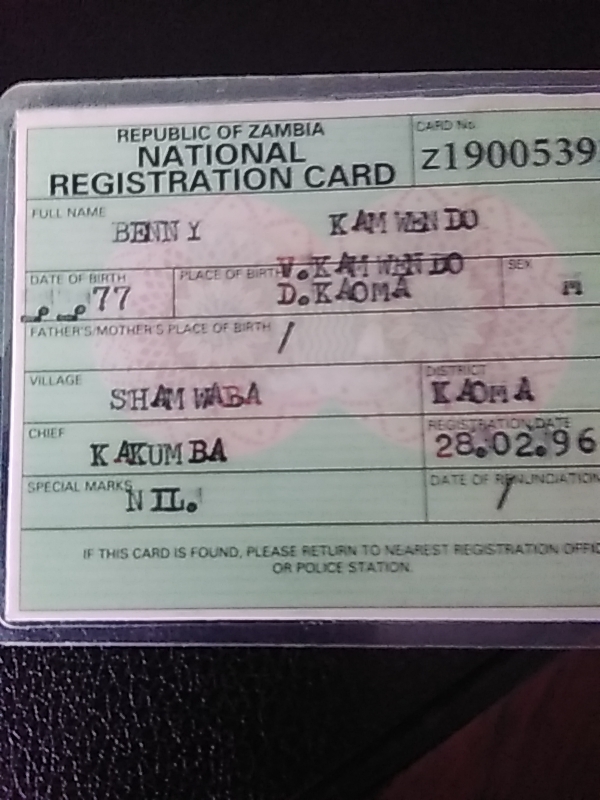 REPUBLIC OF ZAMBIA
NATIONAL
REGISTRATION CARD
CARD No.
Z1900539
FULL NAME
BENNY KAMWENDO
DATE OF BIRTH
.__.__77
PLACE OF BIRTH
V.KAMWENDO
D.KAOMA
SEX
M
FATHER'S/MOTHER'S PLACE OF BIRTH
/
VILLAGE
SHAMWABA
DISTRICT
KAOMA
CHIEF
KAKUMBA
REGISTRATION DATE
28.02.96
SPECIAL MARKS
NIL.
DATE OF RENUNCIATION
/
IF THIS CARD IS FOUND, PLEASE RETURN TO NEAREST REGISTRATION OFFIC
OR POLICE STATION.